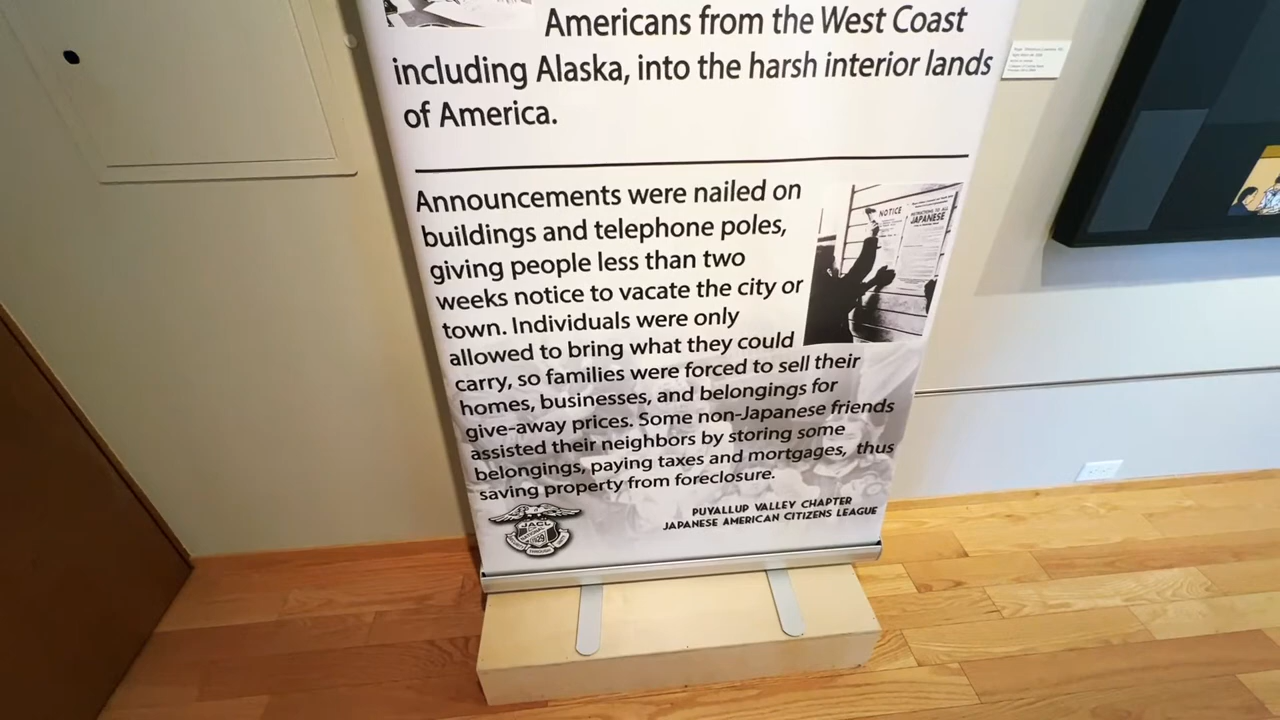 Americans from the West Coast
including Alaska, into the harsh interior lands
of America.
Announcements were nailed on
buildings and telephone poles,
giving people less than two
weeks notice to vacate the city or
town. Individuals were only
allowed to bring what they could
carry, so families were forced to sell their
homes, businesses, and belongings for
give-away prices. Some non-Japanese friends
assisted their neighbors by storing some
belongings, paying taxes and mortgages, thus
saving property from foreclosure.
NOTICE
INSTRUCTIONS TO ALL
JAPANESE
JACL
PUYALLUP VALLEY CHAPTER
JAPANESE AMERICAN CITIZENS LEAGUE